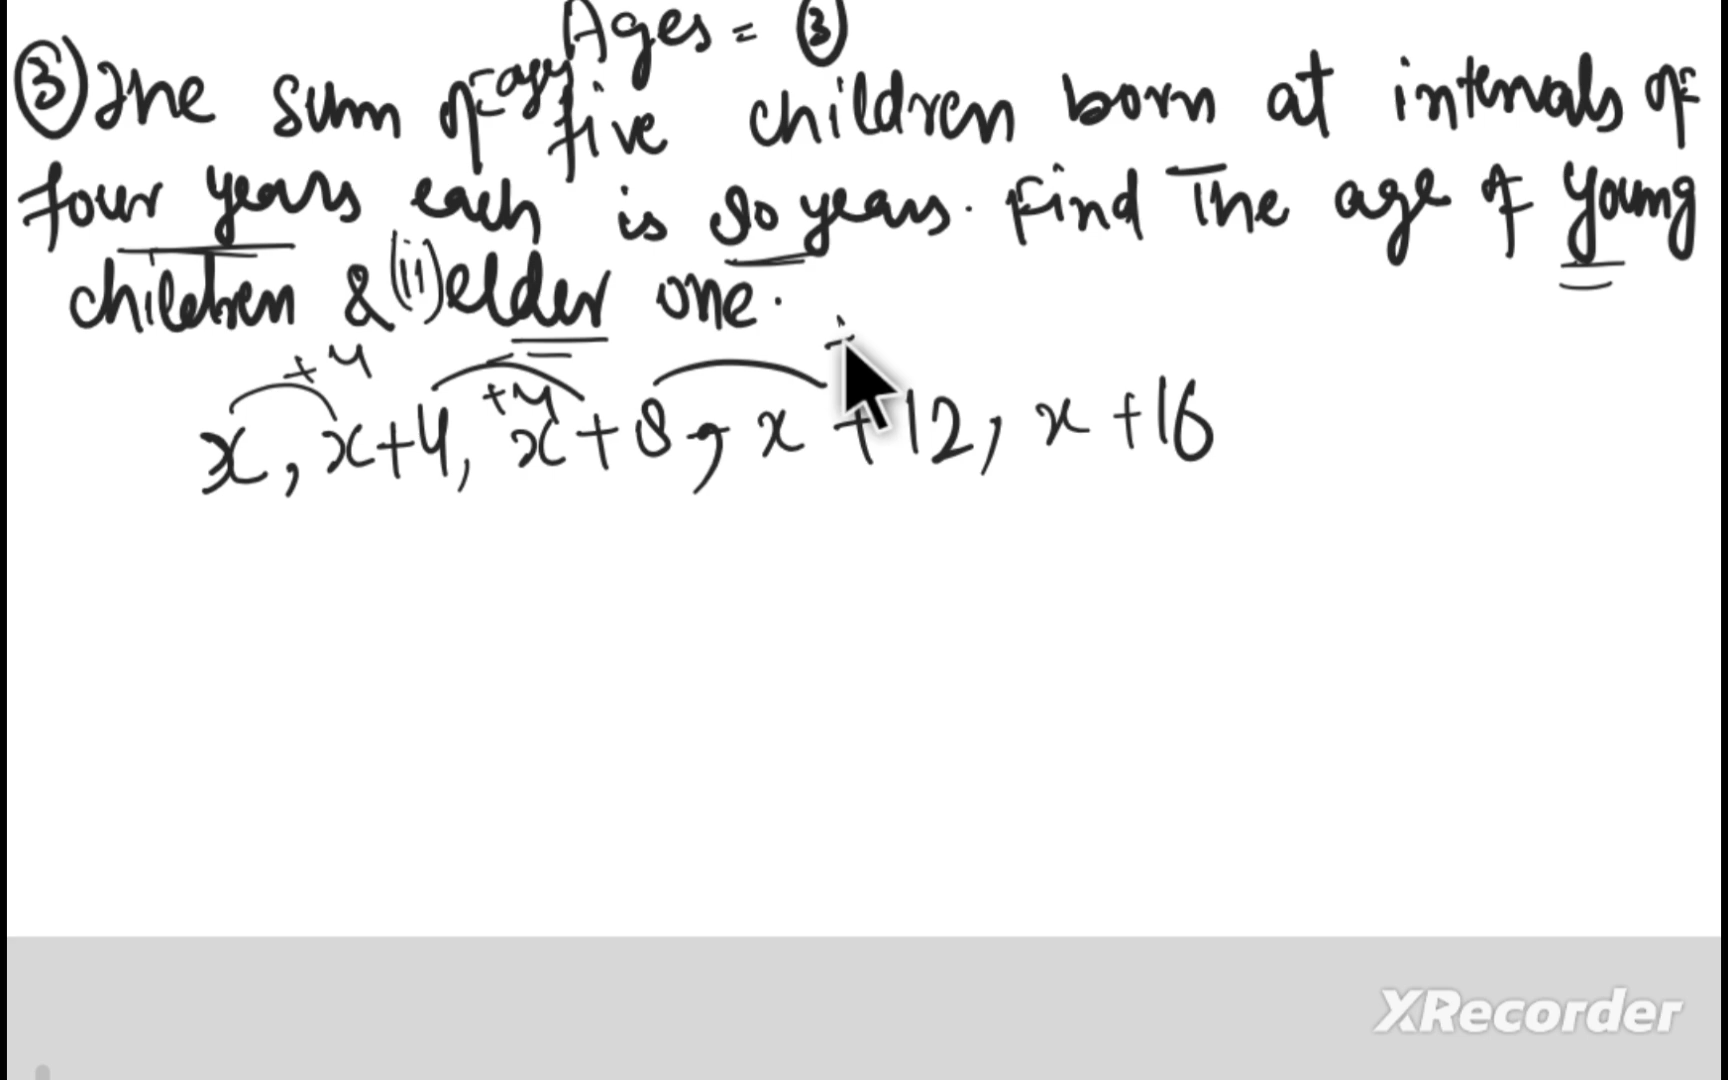 Ages = ③
③ The sum of ages five children born at intervals of
four years each is 80 years. Find The age of young
children & (ii) elder one.
+4 +4 +
x, x+4, x+8, x+12, x+16
XRecorder